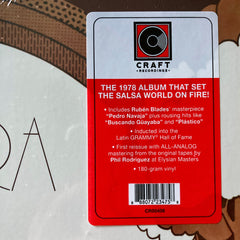 CRAFT
RECORDINGS
THE 1978 ALBUM THAT SET
THE SALSA WORLD ON FIRE!
• Includes Rubén Blades' masterpiece
"Pedro Navaja" plus rousing hits like
"Buscando Guayaba" and "Plástico"
• Inducted into the
Latin GRAMMY® Hall of Fame
• First reissue with ALL-ANALOG
mastering from the original tapes by
Phil Rodriguez at Elysian Masters
• 180-gram vinyl
RA